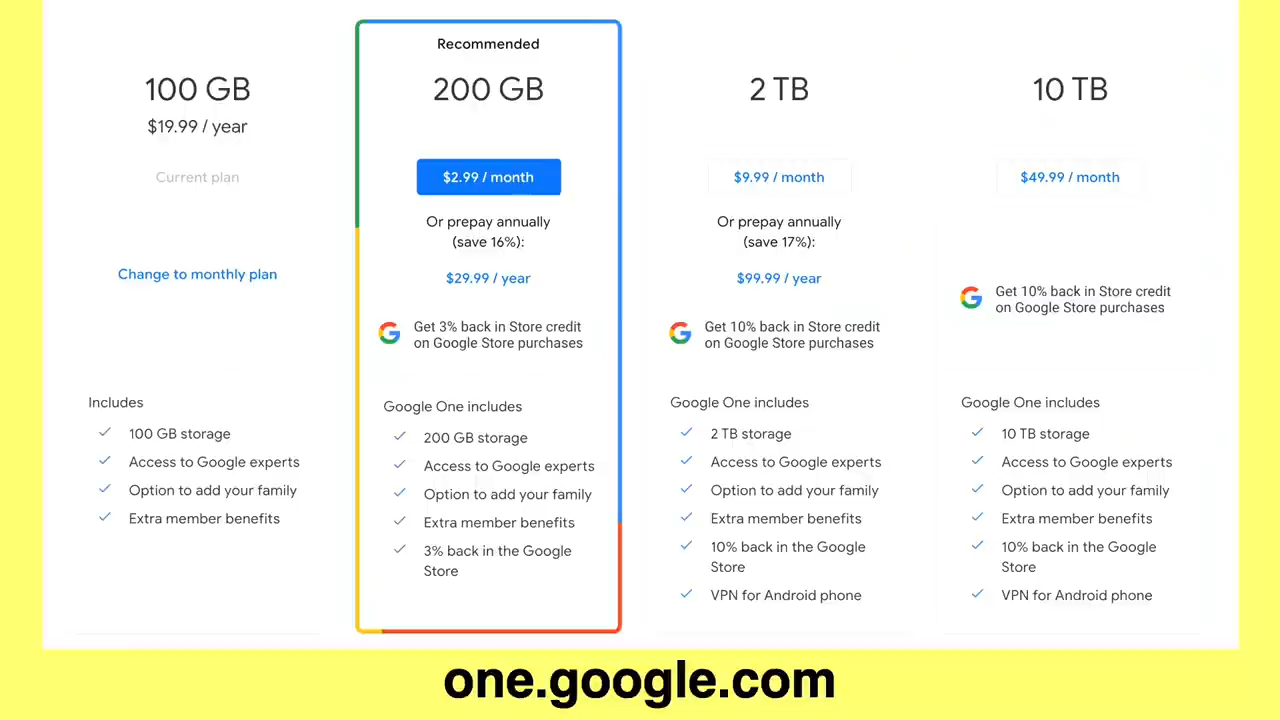 100 GB
$19.99 / year
Current plan
Change to monthly plan
Includes
100 GB storage
Access to Google experts
Option to add your family
Extra member benefits
Recommended
200 GB
$2.99 / month
Or prepay annually
(save 16%):
$29.99 / year
Get 3% back in Store credit
on Google Store purchases
Google One includes
200 GB storage
Access to Google experts
Option to add your family
Extra member benefits
3% back in the Google
Store
2 TB
$9.99 / month
Or prepay annually
(save 17%):
$99.99 / year
Get 10% back in Store credit
on Google Store purchases
Google One includes
2 TB storage
Access to Google experts
Option to add your family
Extra member benefits
10% back in the Google
Store
VPN for Android phone
10 TB
$49.99 / month
Get 10% back in Store credit
on Google Store purchases
Google One includes
10 TB storage
Access to Google experts
Option to add your family
Extra member benefits
10% back in the Google
Store
VPN for Android phone
one.google.com